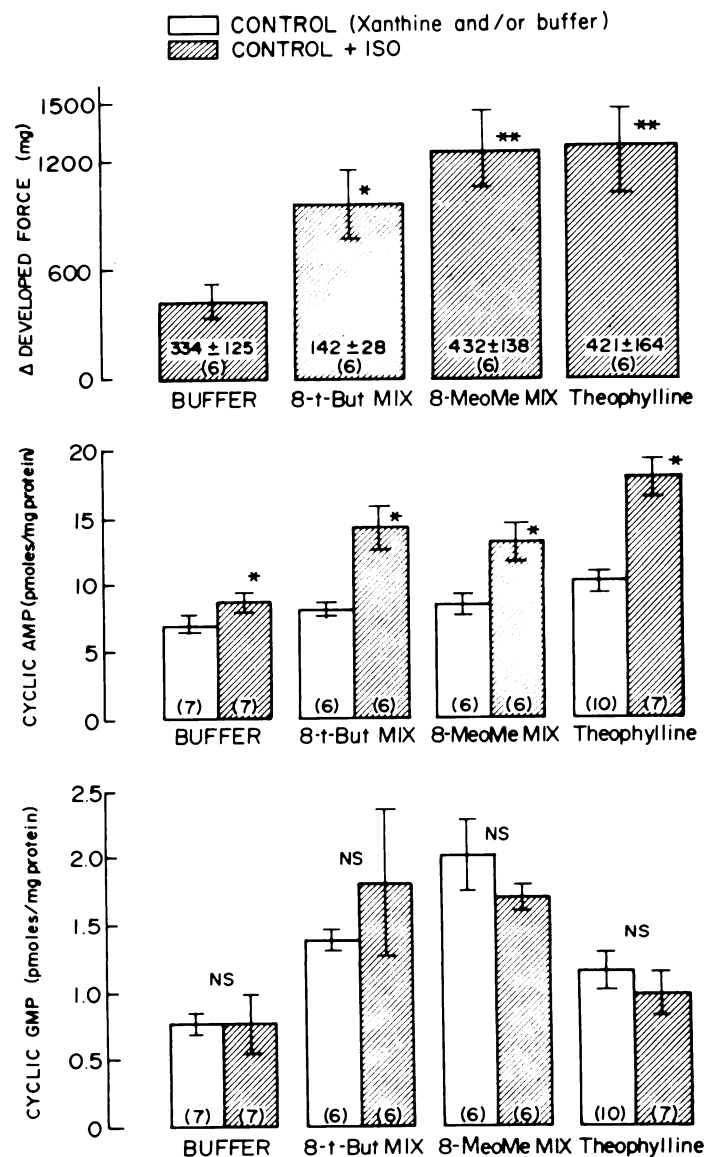 CONTROL (Xanthine and/or buffer)
CONTROL + ISO
Δ DEVELOPED FORCE (mg)
1500
1200
600
0
*
**
**
334 ± 125 142 ± 28 432±138 421±164
(6) (6) (6) (6)
BUFFER 8-t-But MIX 8-MeoMe MIX Theophylline
CYCLIC AMP (pmoles/mg protein)
20
15
10
5
0
*
*
*
*
(7) (7) (6) (6) (6) (6) (10) (7)
BUFFER 8-t-But MIX 8-MeoMe MIX Theophylline
CYCLIC GMP (pmoles/mg protein)
2.5
2.0
1.5
1.0
0.5
0
NS
NS
NS
NS
(7) (7) (6) (6) (6) (6) (10) (7)
BUFFER 8-t-But MIX 8-MeoMe MIX Theophylline